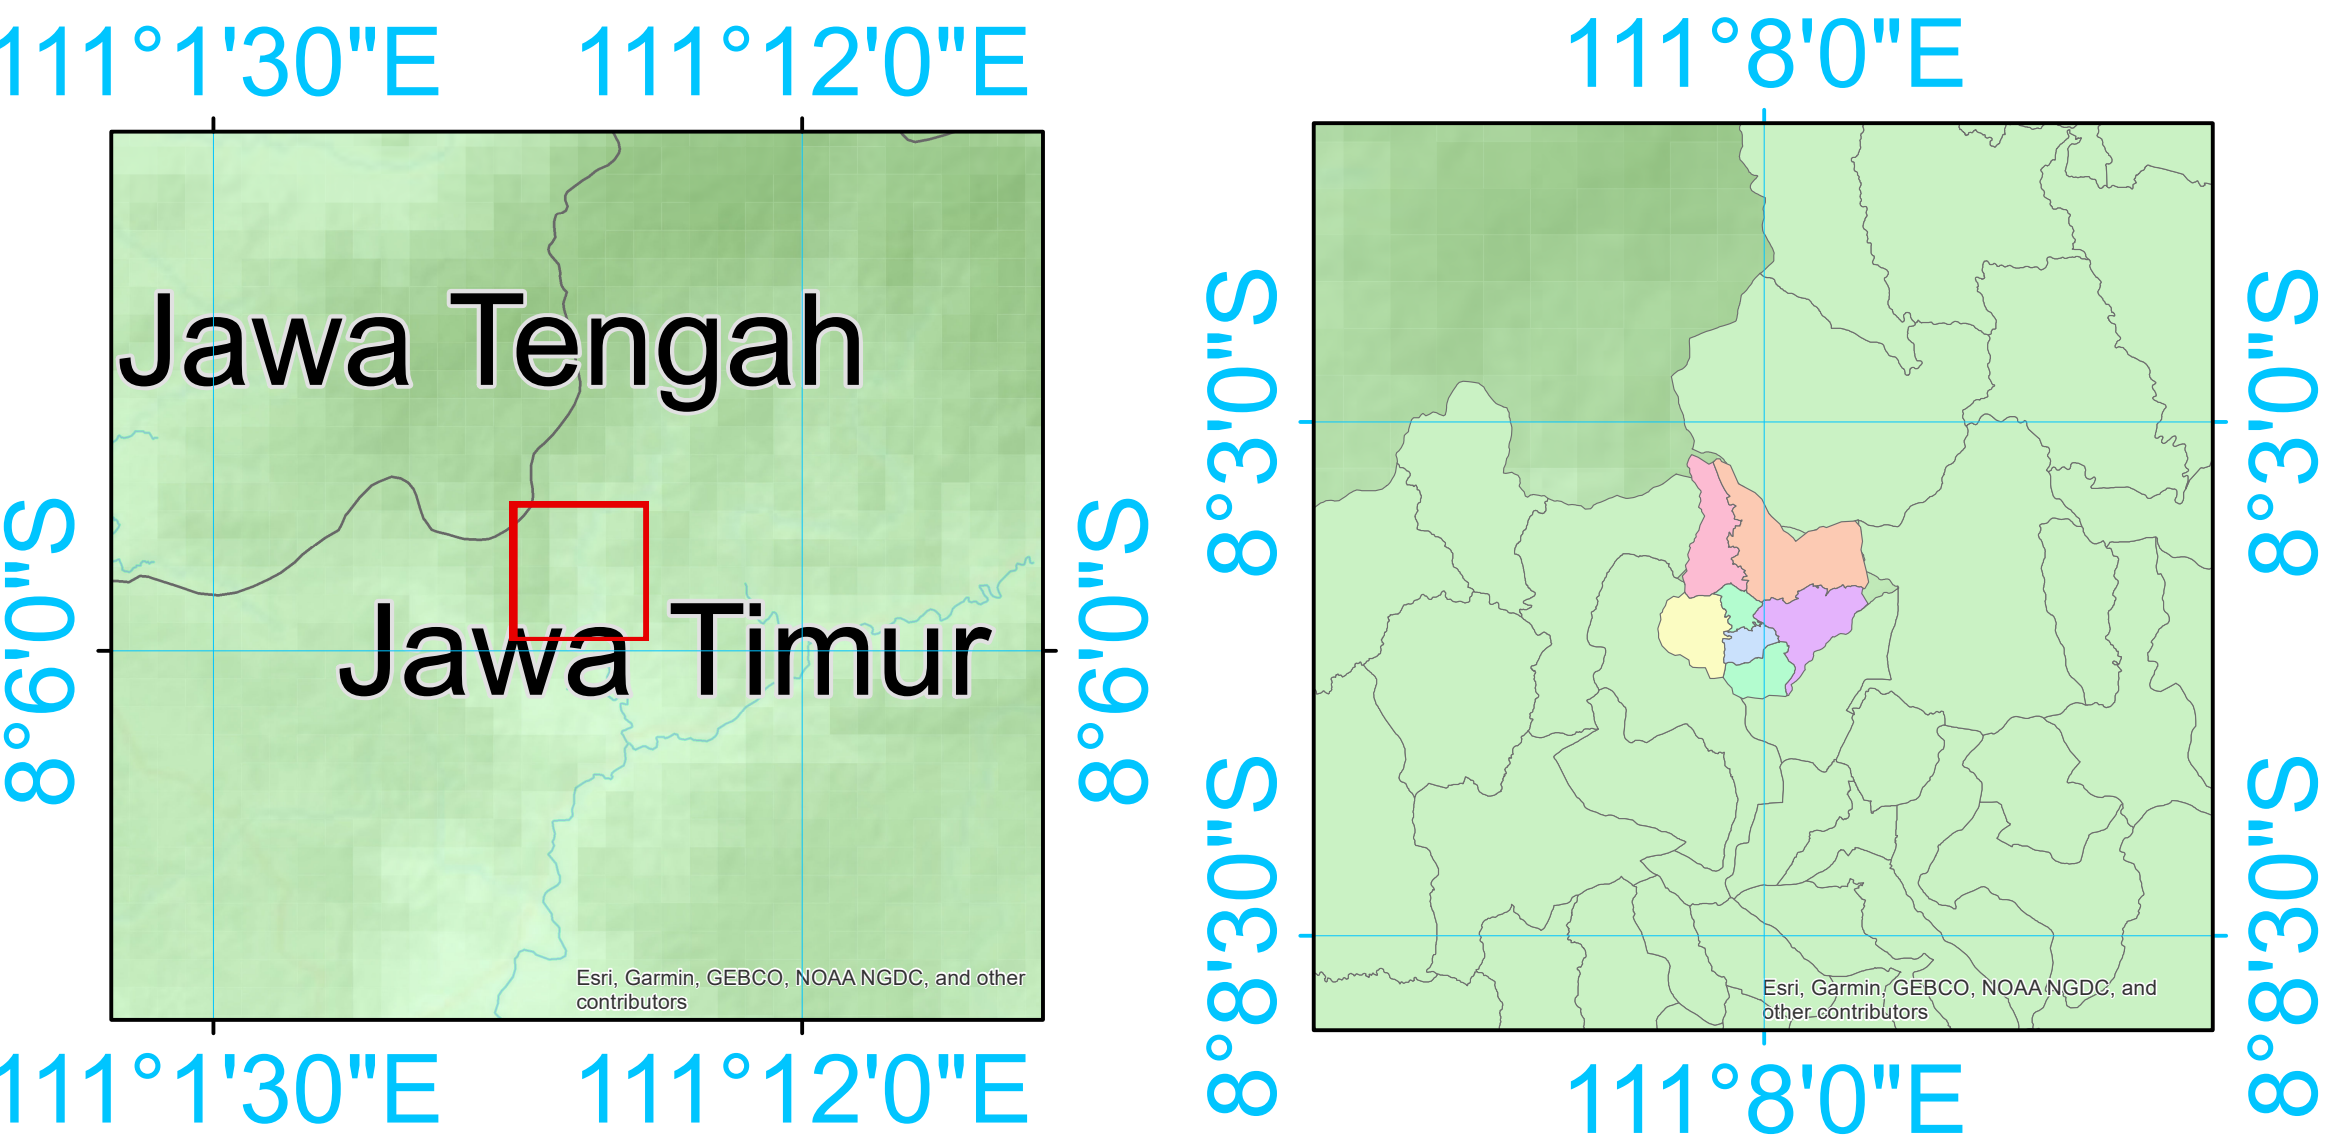 111°1'30"E 111°12'0"E
Jawa Tengah
Jawa Timur
8°6'0"S
8°6'0"S
Esri, Garmin, GEBCO, NOAA NGDC, and other
contributors
111°1'30"E 111°12'0"E
111°8'0"E
8°3'0"S
8°3'0"S
8°8'30"S
8°8'30"S
Esri, Garmin, GEBCO, NOAA NGDC, and
other contributors
111°8'0"E